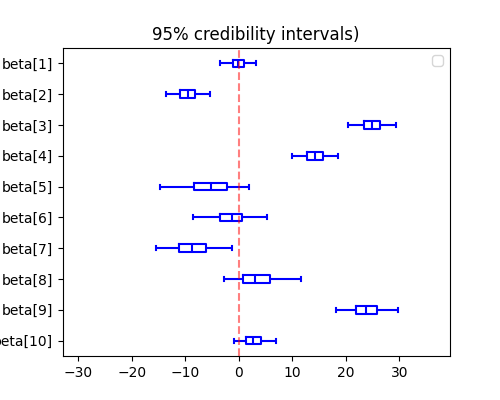 95% credibility intervals)
beta[1]
beta[2]
beta[3]
beta[4]
beta[5]
beta[6]
beta[7]
beta[8]
beta[9]
beta[10]
−30 −20 −10 0 10 20 30